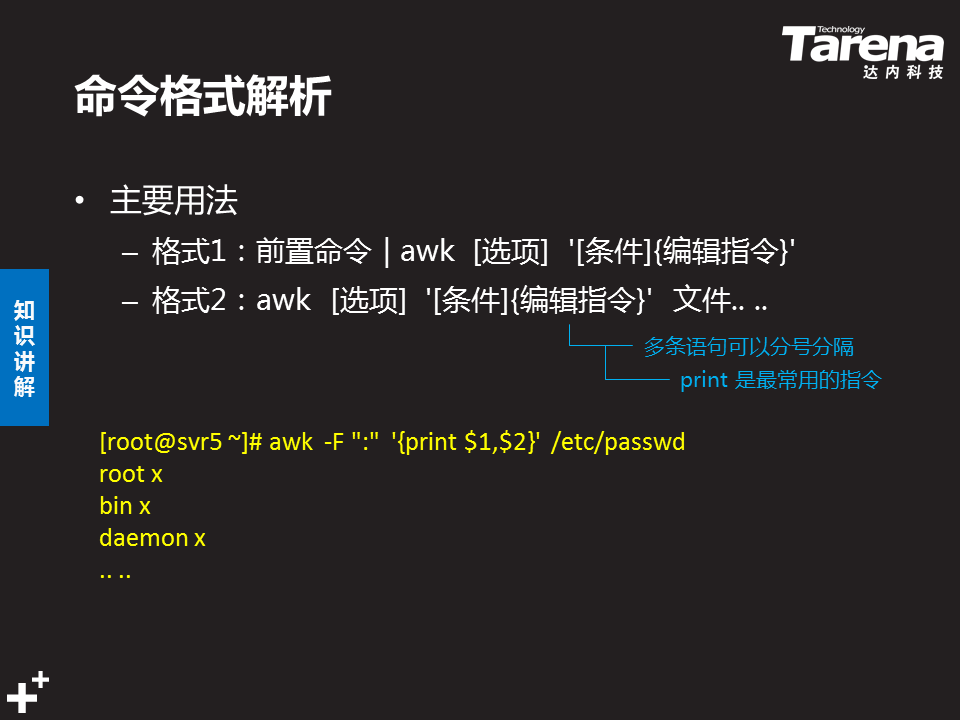 Technology
Tarena
达内科技
命令格式解析
• 主要用法
– 格式1：前置命令 | awk [选项] '[条件]{编辑指令}'
– 格式2：awk [选项] '[条件]{编辑指令}' 文件.. ..
多条语句可以分号分隔
print 是最常用的指令
知识讲解
[root@svr5 ~]# awk -F ":" '{print $1,$2}' /etc/passwd
root x
bin x
daemon x
.. ..